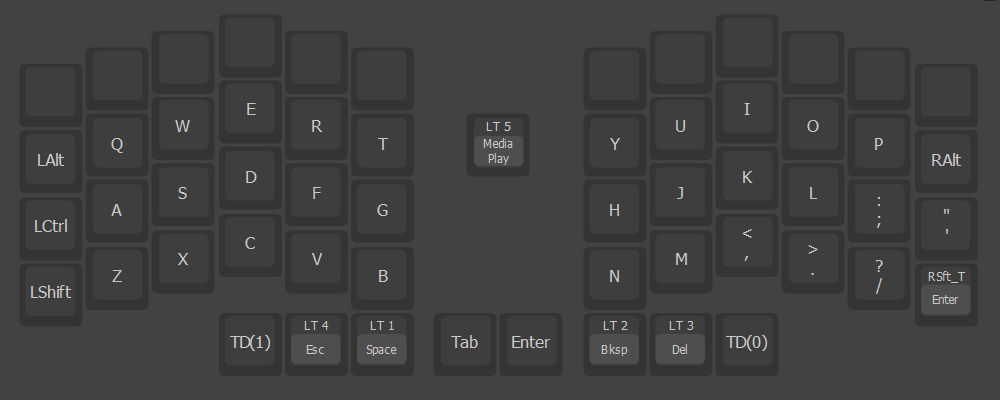 E
I
W
R
U
O
Q
T
LT 5
Media
Play
Y
P
LAlt
RAlt
D
K
S
F
J
L
A
G
H
:
;
LCtrl
"
'
C
<
,
X
V
M
>
.
Z
B
N
?
/
LShift
RSft_T
Enter
TD(1)
LT 4
Esc
LT 1
Space
Tab
Enter
LT 2
Bksp
LT 3
Del
TD(0)